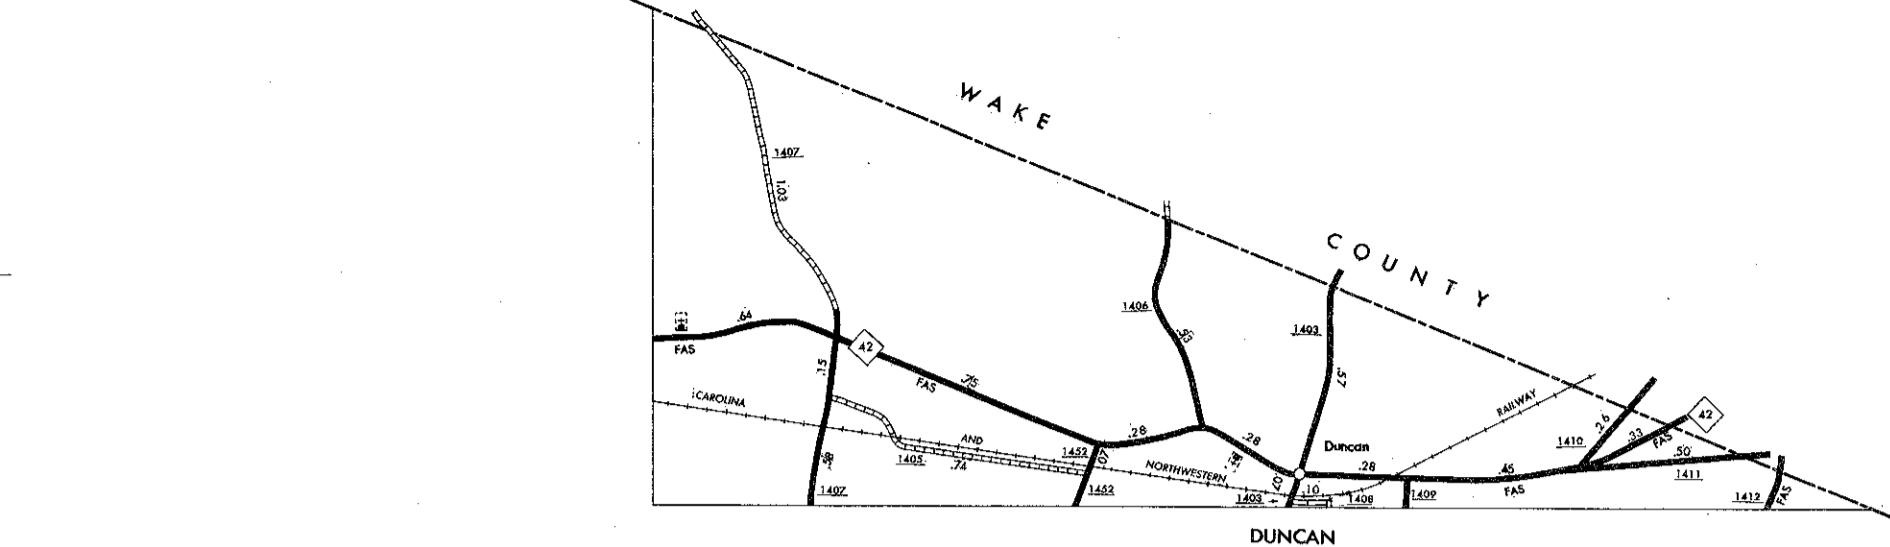 WAKE
COUNTY
1407
1.03
1406
1403
.64
FAS
42
.15
FAS
.75
.57
CAROLINA
RAILWAY
.28
.28
Duncan
.26
42
1410
.33
FAS
AND
1452
.07
NORTHWESTERN
.28
.45
FAS
.50
1411
1405
.74
1407
1452
1403
.07
.10
1408
1409
1412
FAS
DUNCAN